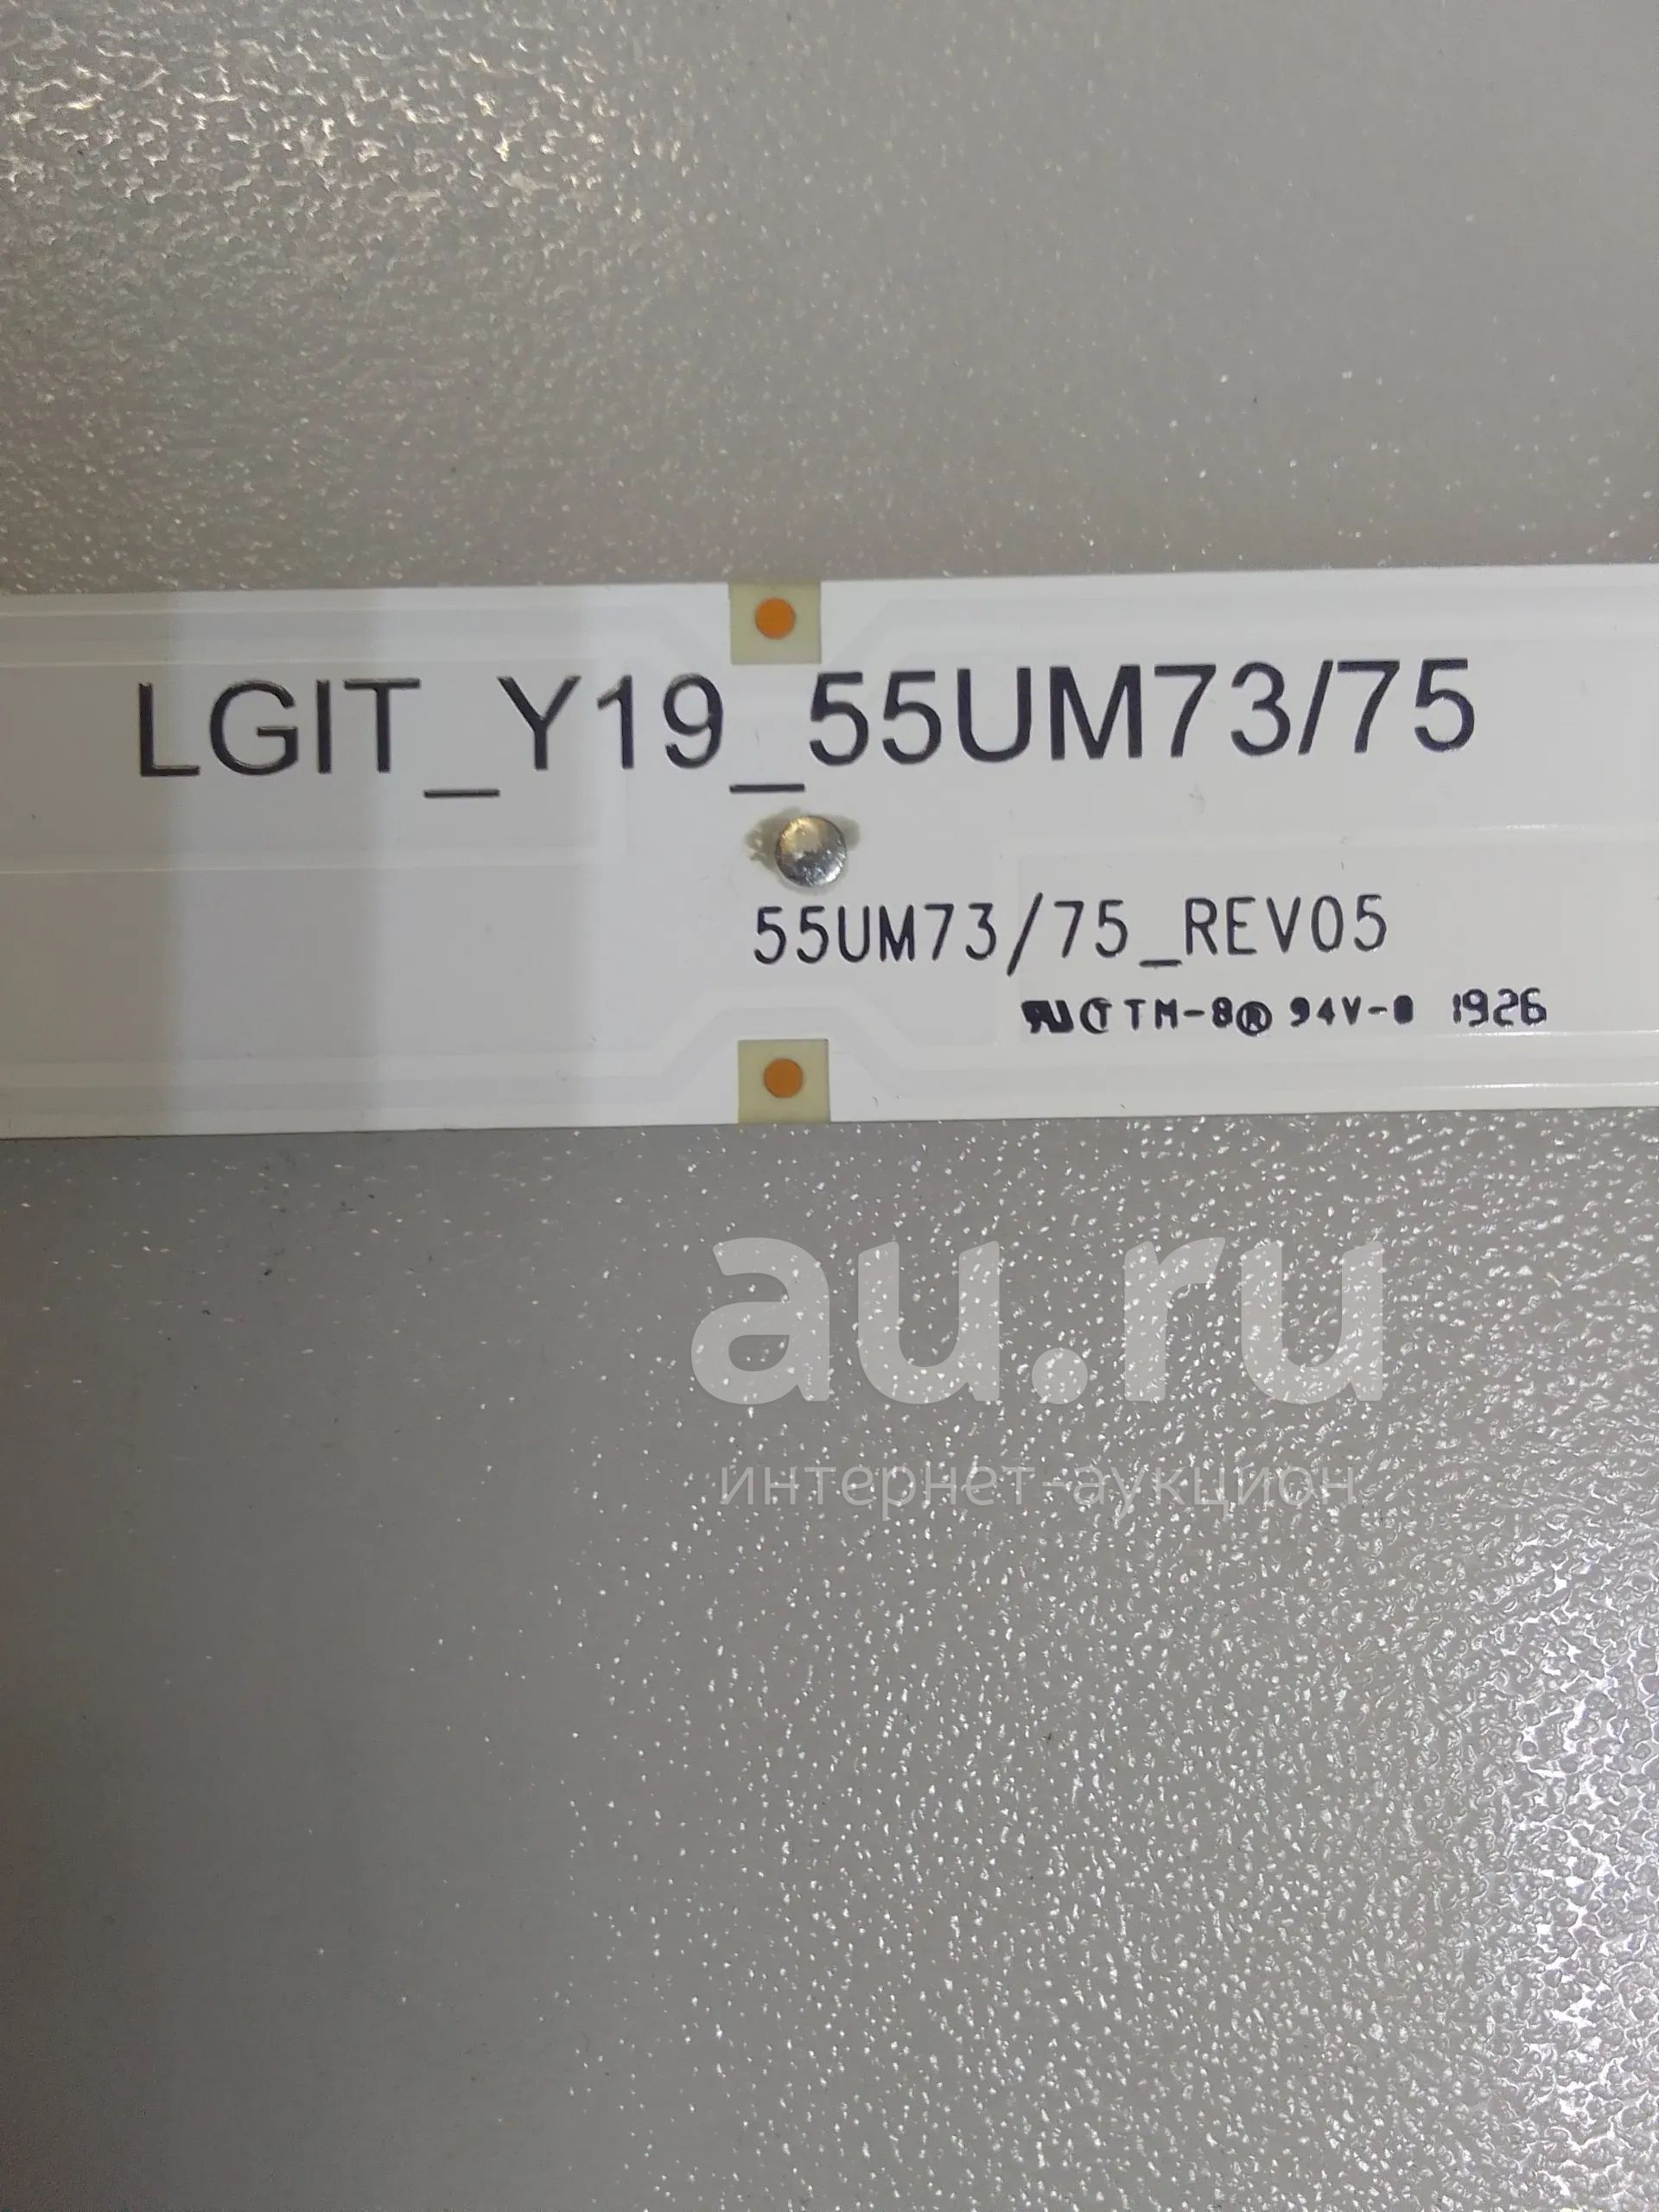 LGIT_Y19_55UM73/75
55UM73/75_REV05
TM-8® 94V-0 1926
au.ru
интернет-аукцион